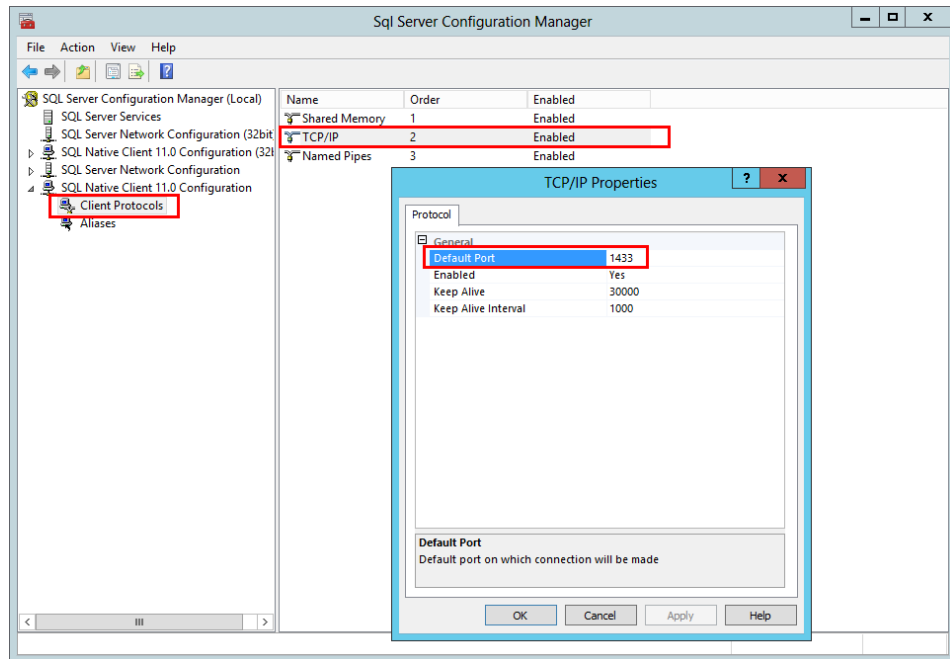 Sql Server Configuration Manager
File Action View Help
SQL Server Configuration Manager (Local)
SQL Server Services
SQL Server Network Configuration (32bit
SQL Native Client 11.0 Configuration (32b
SQL Server Network Configuration
SQL Native Client 11.0 Configuration
Client Protocols
Aliases
Name Order Enabled
Shared Memory 1 Enabled
TCP/IP 2 Enabled
Named Pipes 3 Enabled
TCP/IP Properties
Protocol
General
Default Port 1433
Enabled Yes
Keep Alive 30000
Keep Alive Interval 1000
Default Port
Default port on which connection will be made
OK Cancel Apply Help